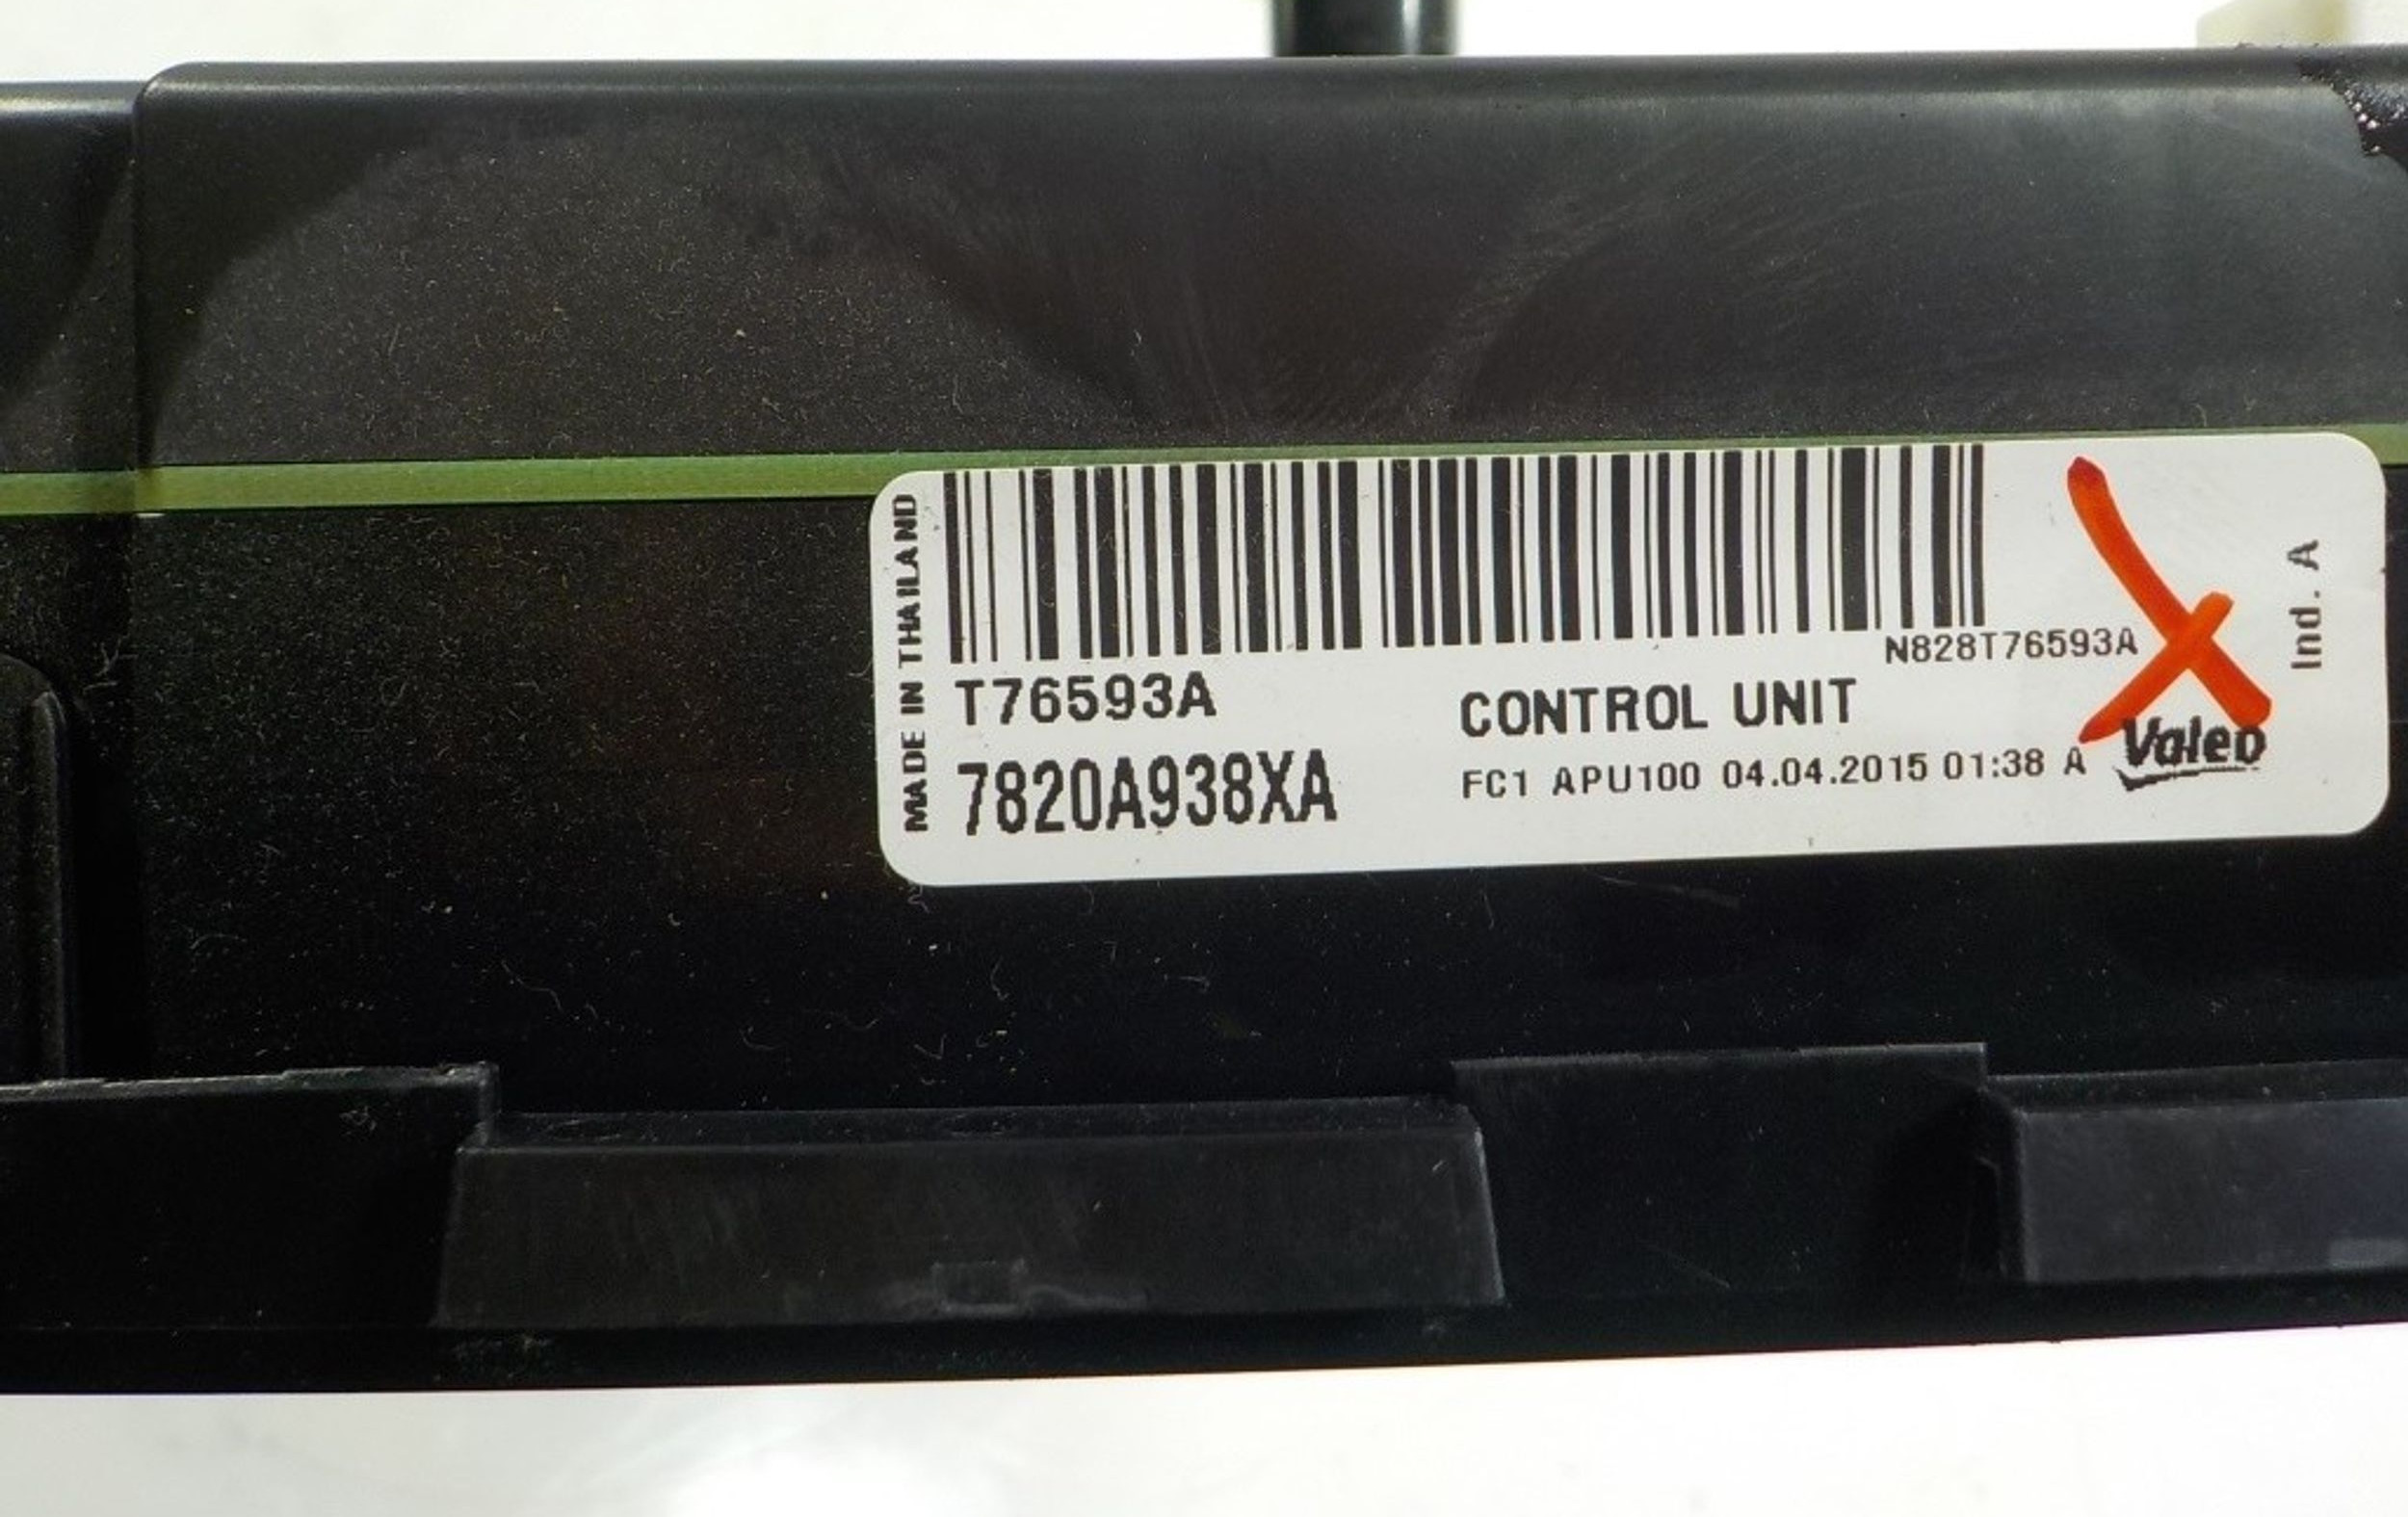 MADE IN THAILAND
N828T76593A
T76593A
CONTROL UNIT
7820A938XA
FC1 APU100 04.04.2015 01:38 A
Valeo
Ind. A